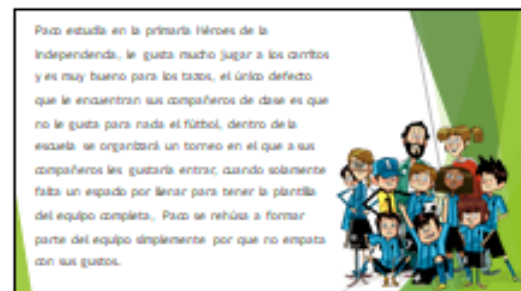 Paco estudia en la primaria Héroes de la
Independencia, le gusta mucho jugar a los carritos
y es muy bueno para los tazos, el único defecto
que le encuentran sus compañeros de clase es que
no le gusta para nada el fútbol, dentro de la
escuela se organizará un torneo en el que a sus
compañeros les gustaría entrar, cuando solamente
falta un espacio por llenar para tener la plantilla
del equipo completa, Paco se rehúsa a formar
parte del equipo simplemente por que no empata
con sus gustos.